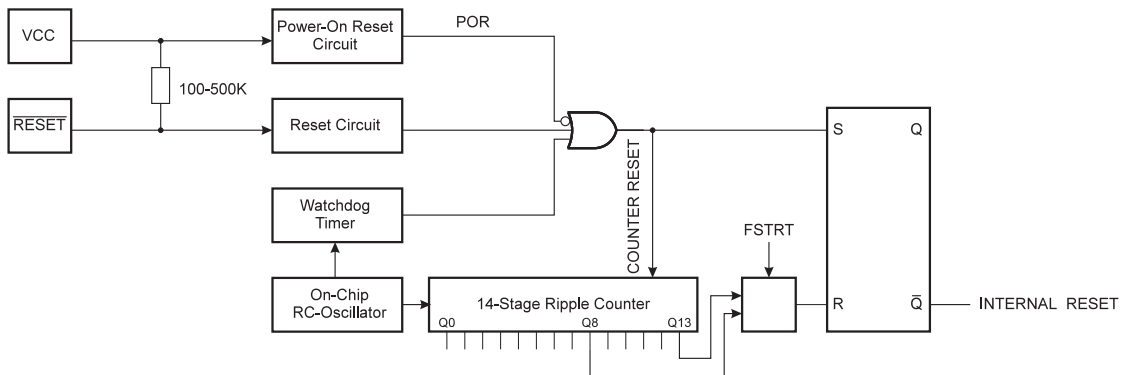 VCC
Power-On Reset
Circuit
POR
100-500K
RESET
Reset Circuit
S
Q
COUNTER RESET
Watchdog
Timer
FSTRT
On-Chip
RC-Oscillator
14-Stage Ripple Counter
Q0
Q8
Q13
R
Q̅
INTERNAL RESET